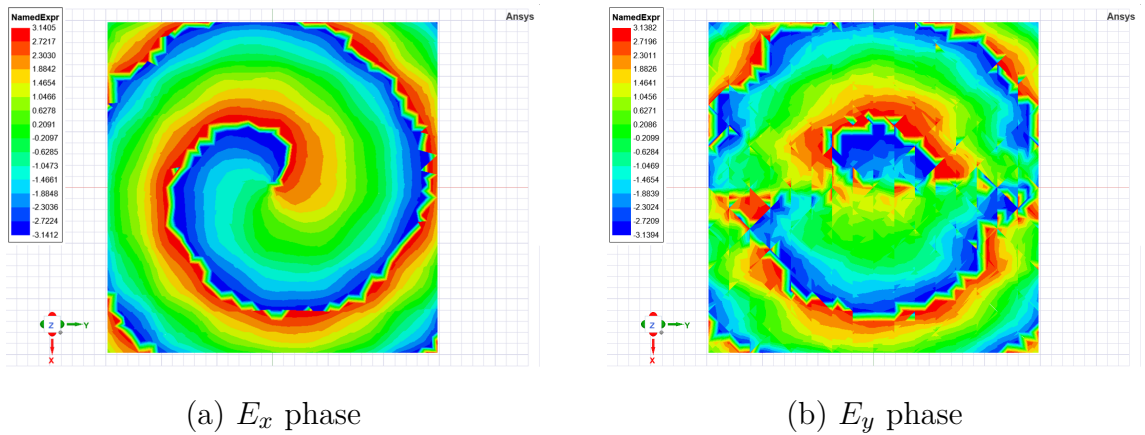 NamedExpr
3.1405
2.7217
2.3030
1.8842
1.4654
1.0466
0.6278
0.2091
-0.2097
-0.6285
-1.0473
-1.4661
-1.8848
-2.3036
-2.7224
-3.1412
Ansys
Z
Y
X
(a) Ex phase
NamedExpr
3.1382
2.7196
2.3011
1.8826
1.4641
1.0456
0.6271
0.2086
-0.2099
-0.6284
-1.0469
-1.4654
-1.8839
-2.3024
-2.7209
-3.1394
Ansys
Z
Y
X
(b) Ey phase